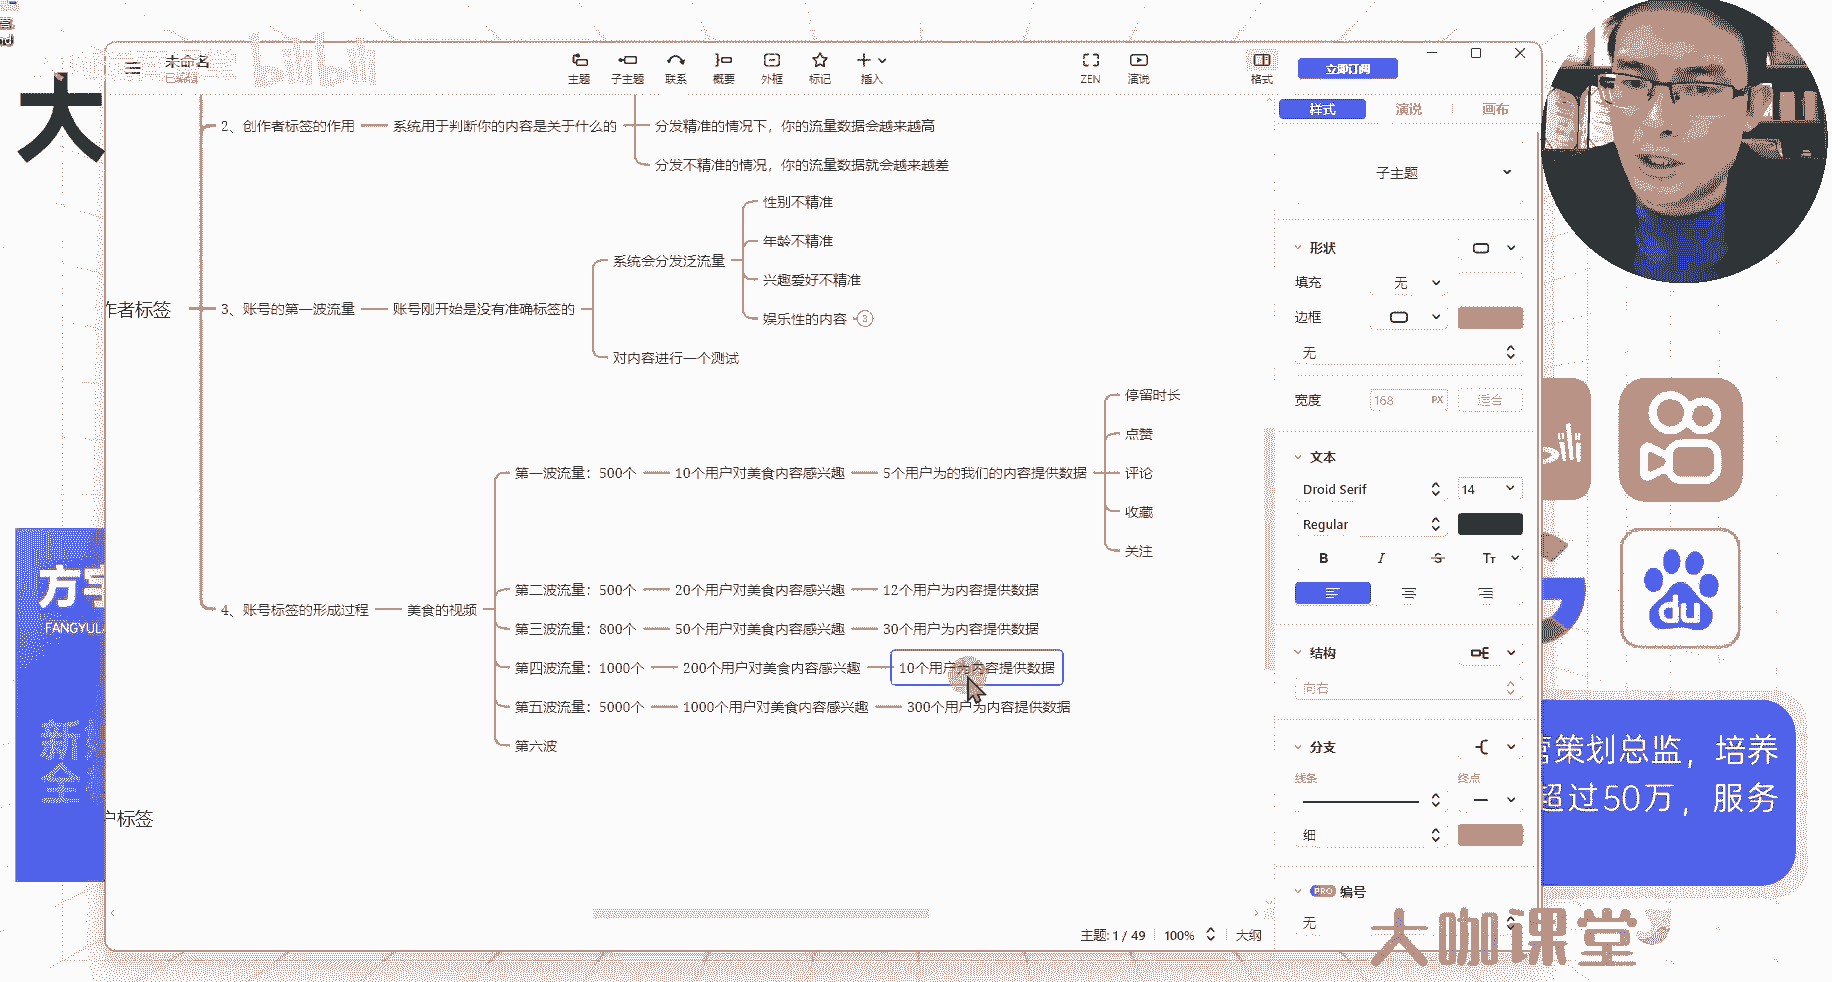 未命名
已编辑
bilibili
主题
子主题
联系
概要
外框
标记
插入
ZEN
演说
格式
立即订阅
大
2、创作者标签的作用
系统用于判断你的内容是关于什么的
分发精准的情况下，你的流量数据会越来越高
分发不精准的情况，你的流量数据就会越来越差
作者标签
3、账号的第一波流量
账号刚开始是没有准确标签的
系统会分发泛流量
性别不精准
年龄不精准
兴趣爱好不精准
娱乐性的内容
3
对内容进行一个测试
4、账号标签的形成过程
美食的视频
第一波流量：500个
10个用户对美食内容感兴趣
5个用户为的我们的内容提供数据
停留时长
点赞
评论
收藏
关注
第二波流量：500个
20个用户对美食内容感兴趣
12个用户为内容提供数据
第三波流量：800个
50个用户对美食内容感兴趣
30个用户为内容提供数据
第四波流量：1000个
200个用户对美食内容感兴趣
10个用户为内容提供数据
第五波流量：5000个
1000个用户对美食内容感兴趣
300个用户为内容提供数据
第六波
户标签
样式
演说
画布
子主题
形状
填充
无
边框
无
宽度
168
PX
适合
文本
Droid Serif
14
Regular
B
I
S
Tт
结构
向右
分支
线条
终点
细
PRO
编号
无
主题: 1 / 49
100%
大纲
方宇
FANGYU
新
全
du
营策划总监，培养
超过50万，服务
大咖课堂